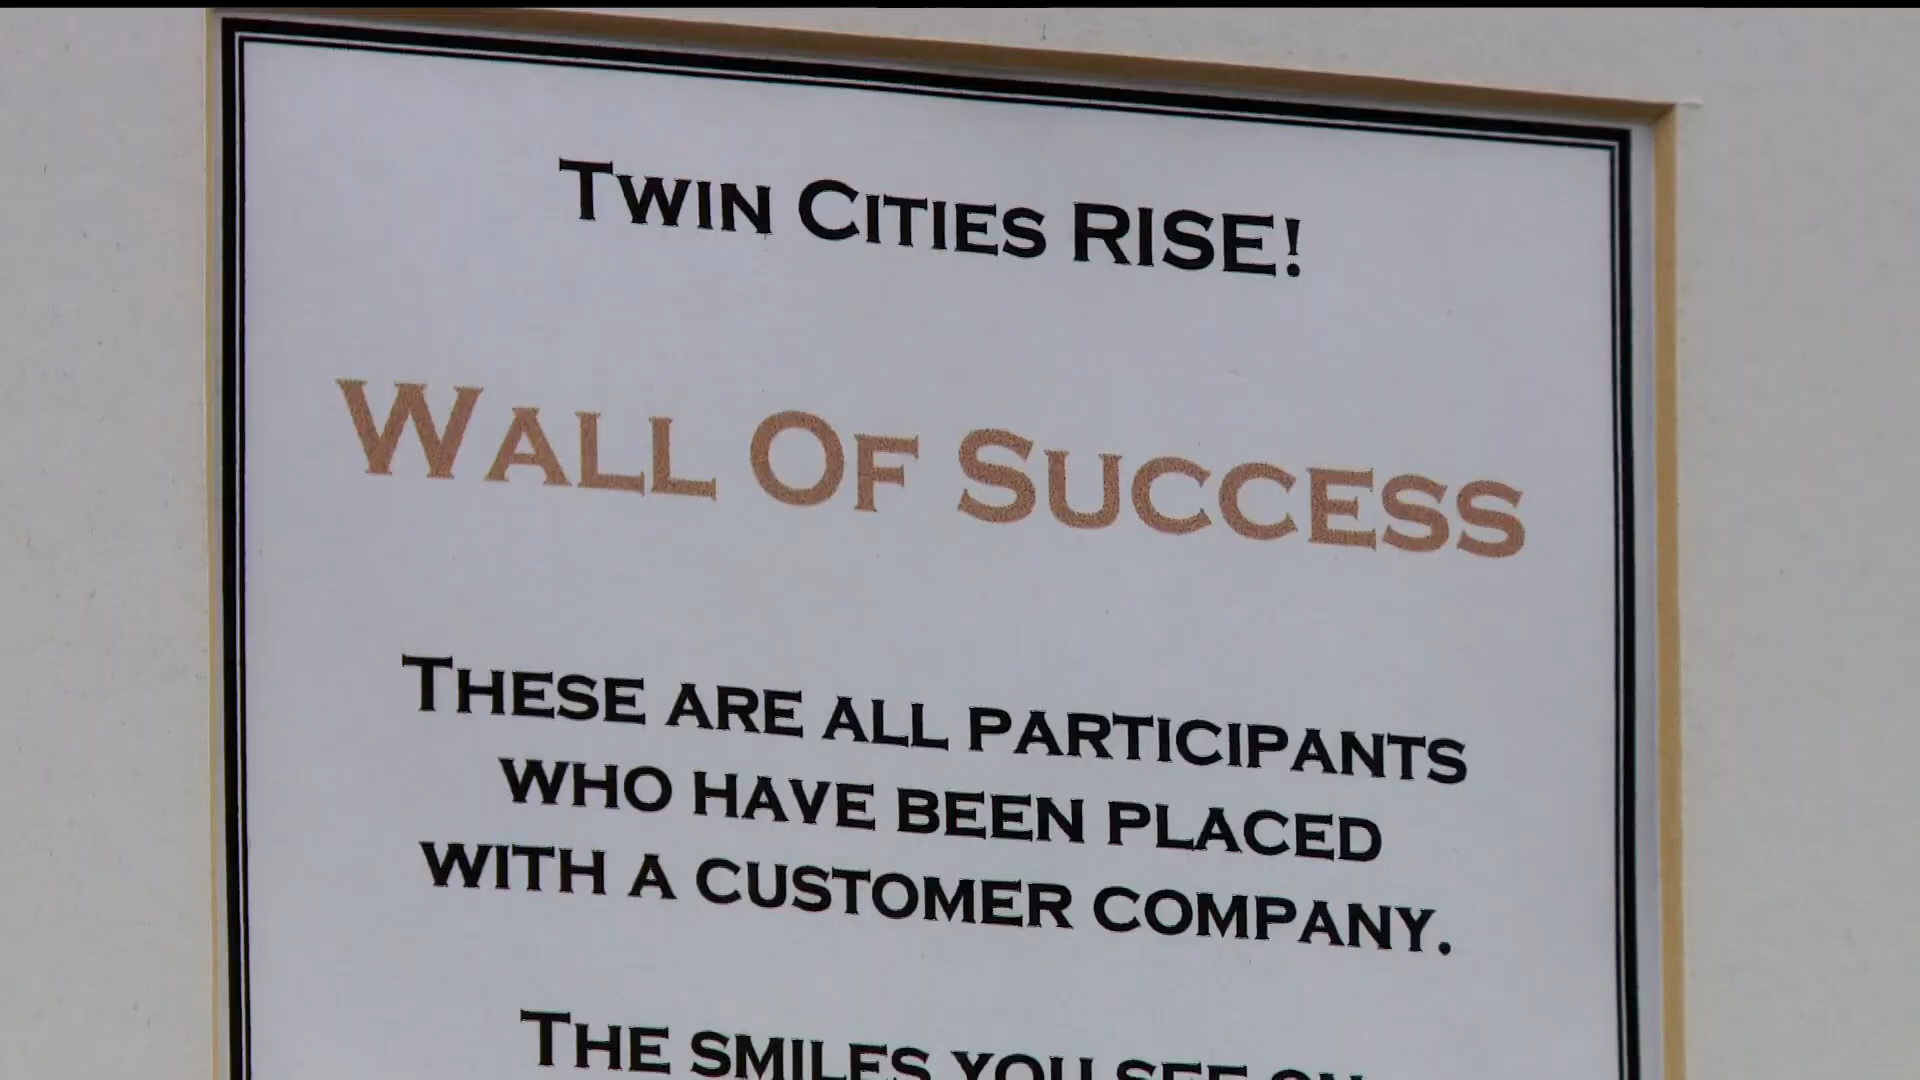 Twin Cities RISE!
Wall Of Success
These are all participants
who have been placed
with a customer company.
The smiles you see on